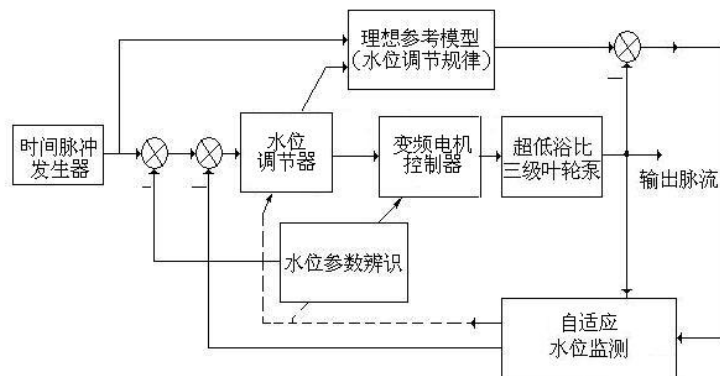 理想参考模型
（水位调节规律）
时间脉冲
发生器
水位
调节器
变频电机
控制器
超低浴比
三级叶轮泵
输出脉流
水位参数辨识
自适应
水位监测